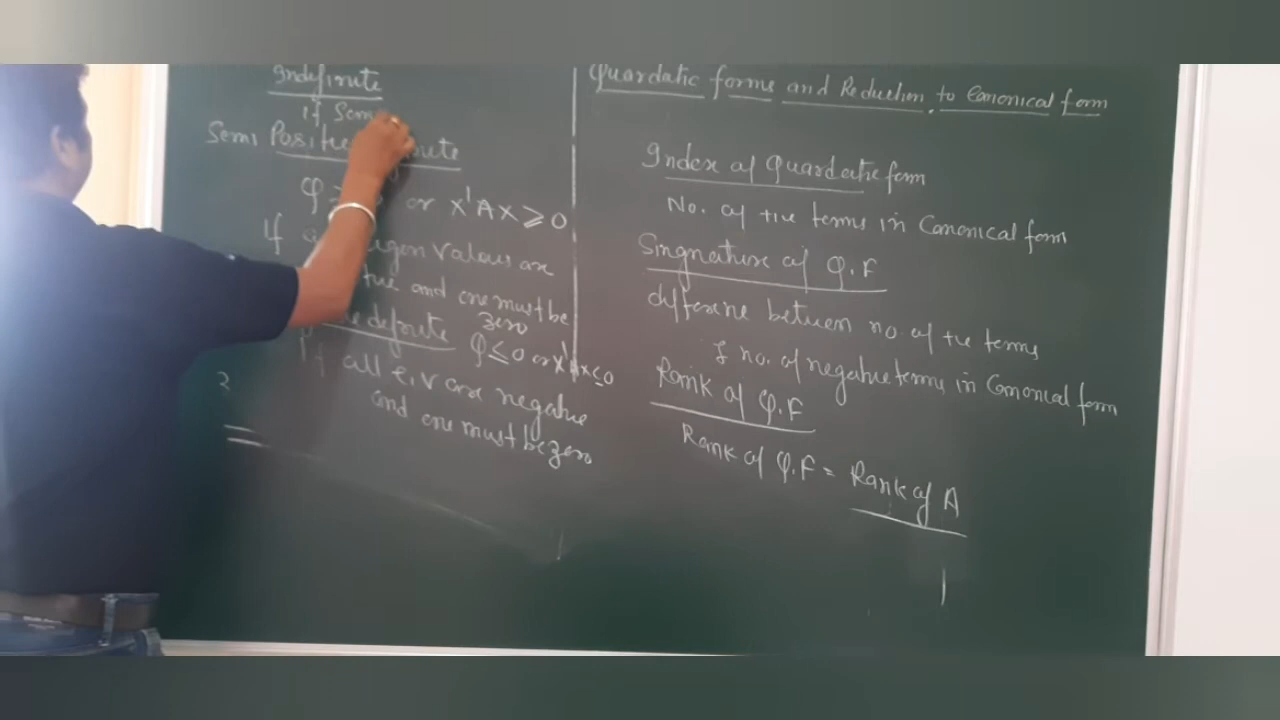 Indefinite
if Som
Semi Positive
φ or X'AX ⩾ 0
If eigen values are
+ve and one must be
zero
-ve definite φ ≤ 0 or X'AX ≤ 0
If all e.v are negative
and one must be zero
Quardatic forms and Reduction to Canonical form
Index of Quardatic form
No. of +ive terms in Canonical form
Singnature of Q.F
difference between no. of +ve terms
& no. of negative terms in Canonical form
Rank of Q.F
Rank of Q.F = Rank of A